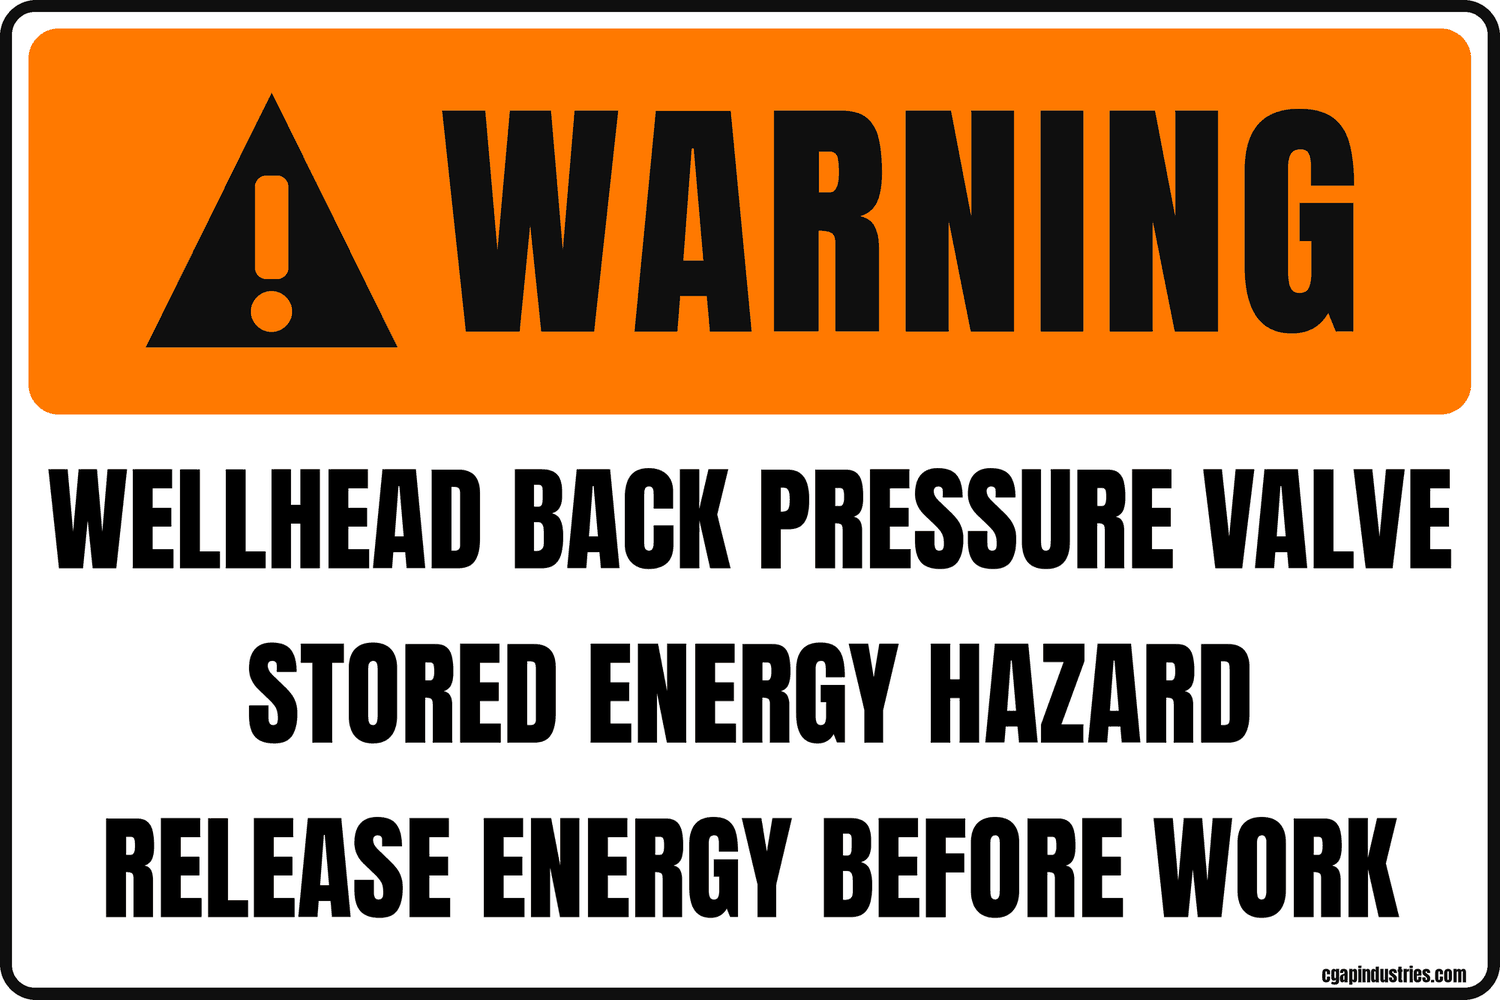 WARNING
WELLHEAD BACK PRESSURE VALVE
STORED ENERGY HAZARD
RELEASE ENERGY BEFORE WORK
cgapindustries.com